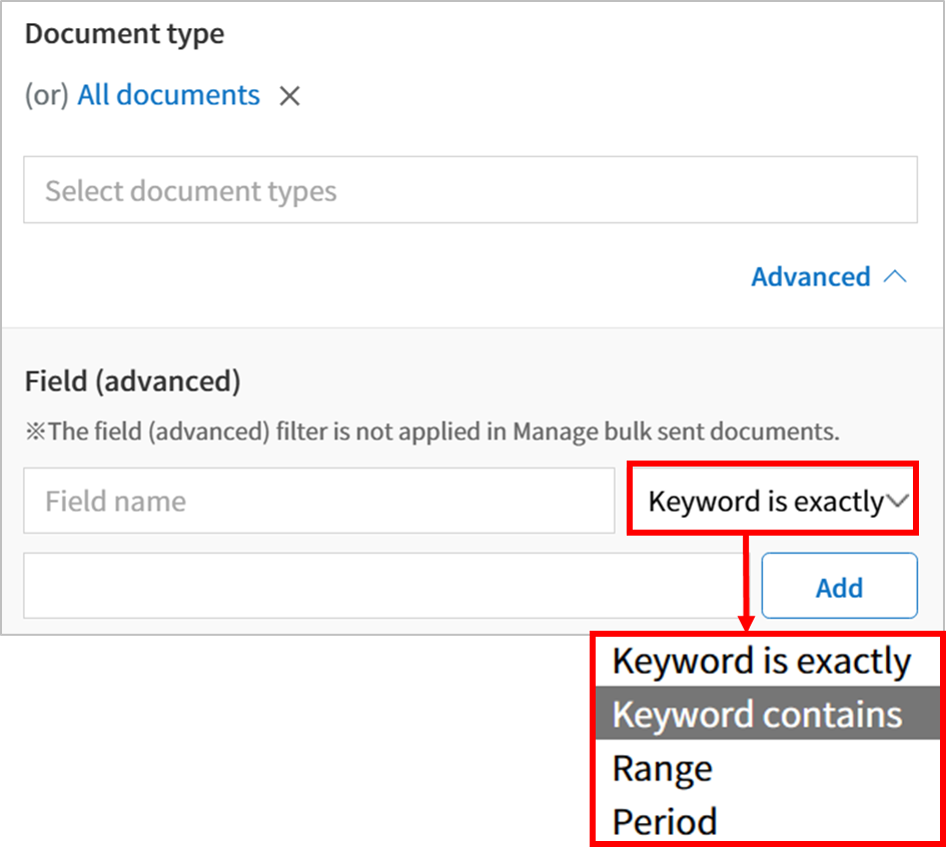 Document type
(or) All documents ×
Select document types
Advanced
Field (advanced)
※The field (advanced) filter is not applied in Manage bulk sent documents.
Field name
Keyword is exactly
Add
Keyword is exactly
Keyword contains
Range
Period